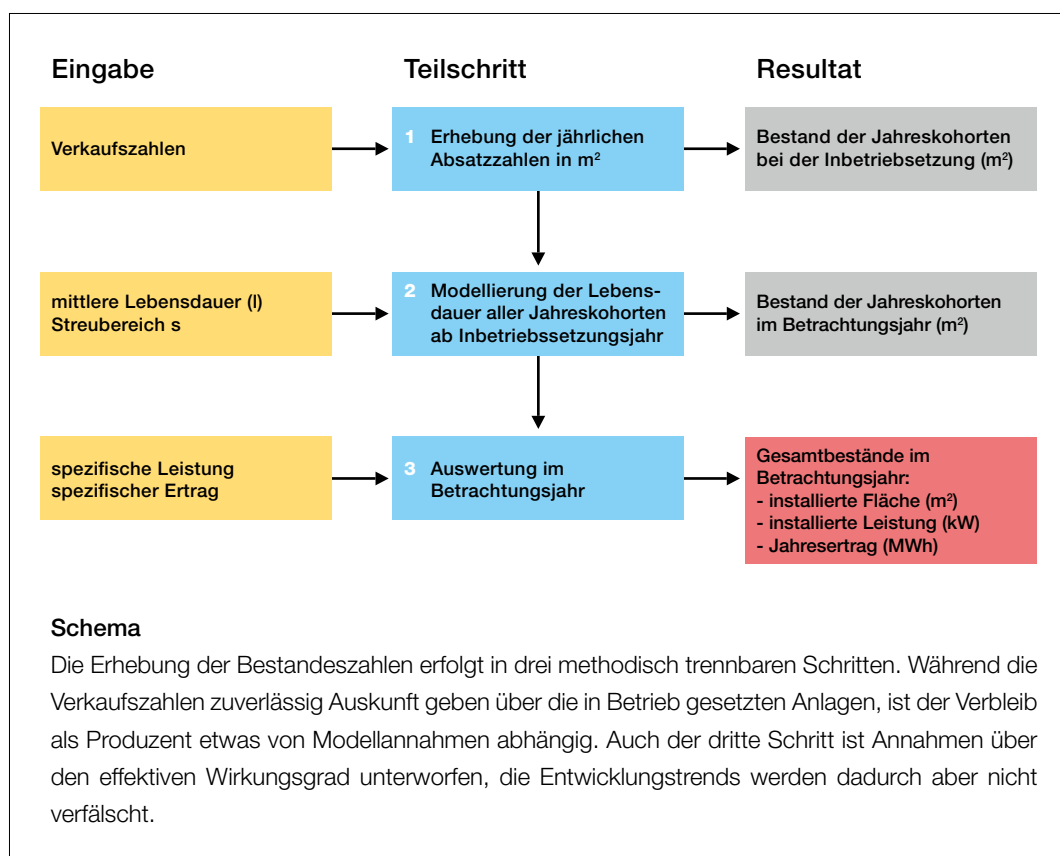 Eingabe
Teilschritt
Resultat
Verkaufszahlen
1 Erhebung der jährlichen
Absatzzahlen in m²
Bestand der Jahreskohorten
bei der Inbetriebsetzung (m²)
mittlere Lebensdauer (l)
Streubereich s
2 Modellierung der Lebens-
dauer aller Jahreskohorten
ab Inbetriebssetzungsjahr
Bestand der Jahreskohorten
im Betrachtungsjahr (m²)
spezifische Leistung
spezifischer Ertrag
3 Auswertung im
Betrachtungsjahr
Gesamtbestände im
Betrachtungsjahr:
- installierte Fläche (m²)
- installierte Leistung (kW)
- Jahresertrag (MWh)
Schema
Die Erhebung der Bestandeszahlen erfolgt in drei methodisch trennbaren Schritten. Während die
Verkaufszahlen zuverlässig Auskunft geben über die in Betrieb gesetzten Anlagen, ist der Verbleib
als Produzent etwas von Modellannahmen abhängig. Auch der dritte Schritt ist Annahmen über
den effektiven Wirkungsgrad unterworfen, die Entwicklungstrends werden dadurch aber nicht
verfälscht.